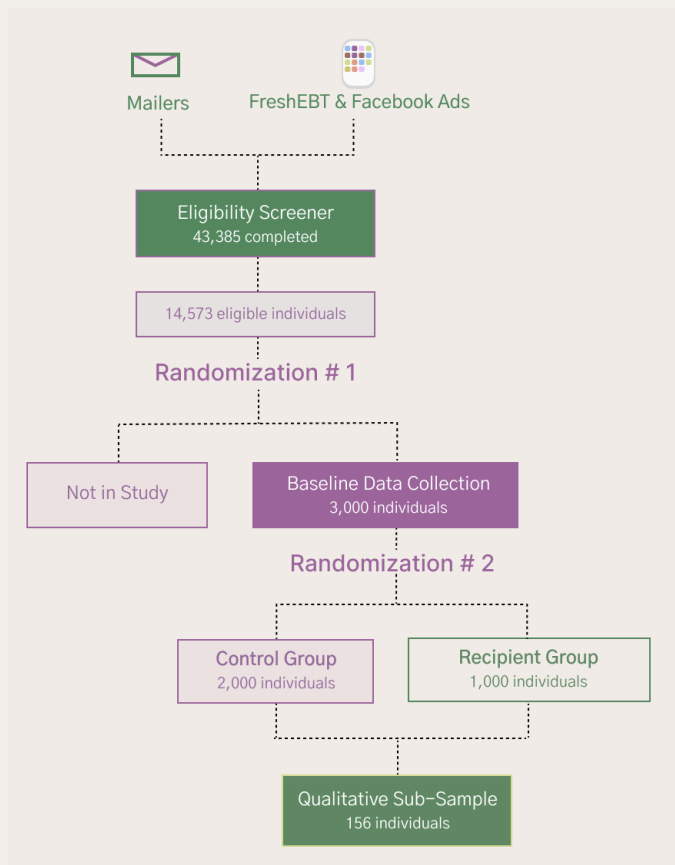 Mailers
FreshEBT & Facebook Ads
Eligibility Screener
43,385 completed
14,573 eligible individuals
Randomization # 1
Not in Study
Baseline Data Collection
3,000 individuals
Randomization # 2
Control Group
2,000 individuals
Recipient Group
1,000 individuals
Qualitative Sub-Sample
156 individuals